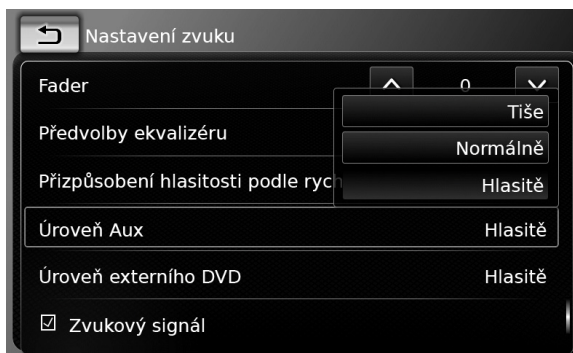 Nastavení zvuku
Fader 0
Tiše
Předvolby ekvalizéru
Normálně
Přizpůsobení hlasitosti podle rych
Hlasitě
Úroveň Aux Hlasitě
Úroveň externího DVD Hlasitě
Zvukový signál